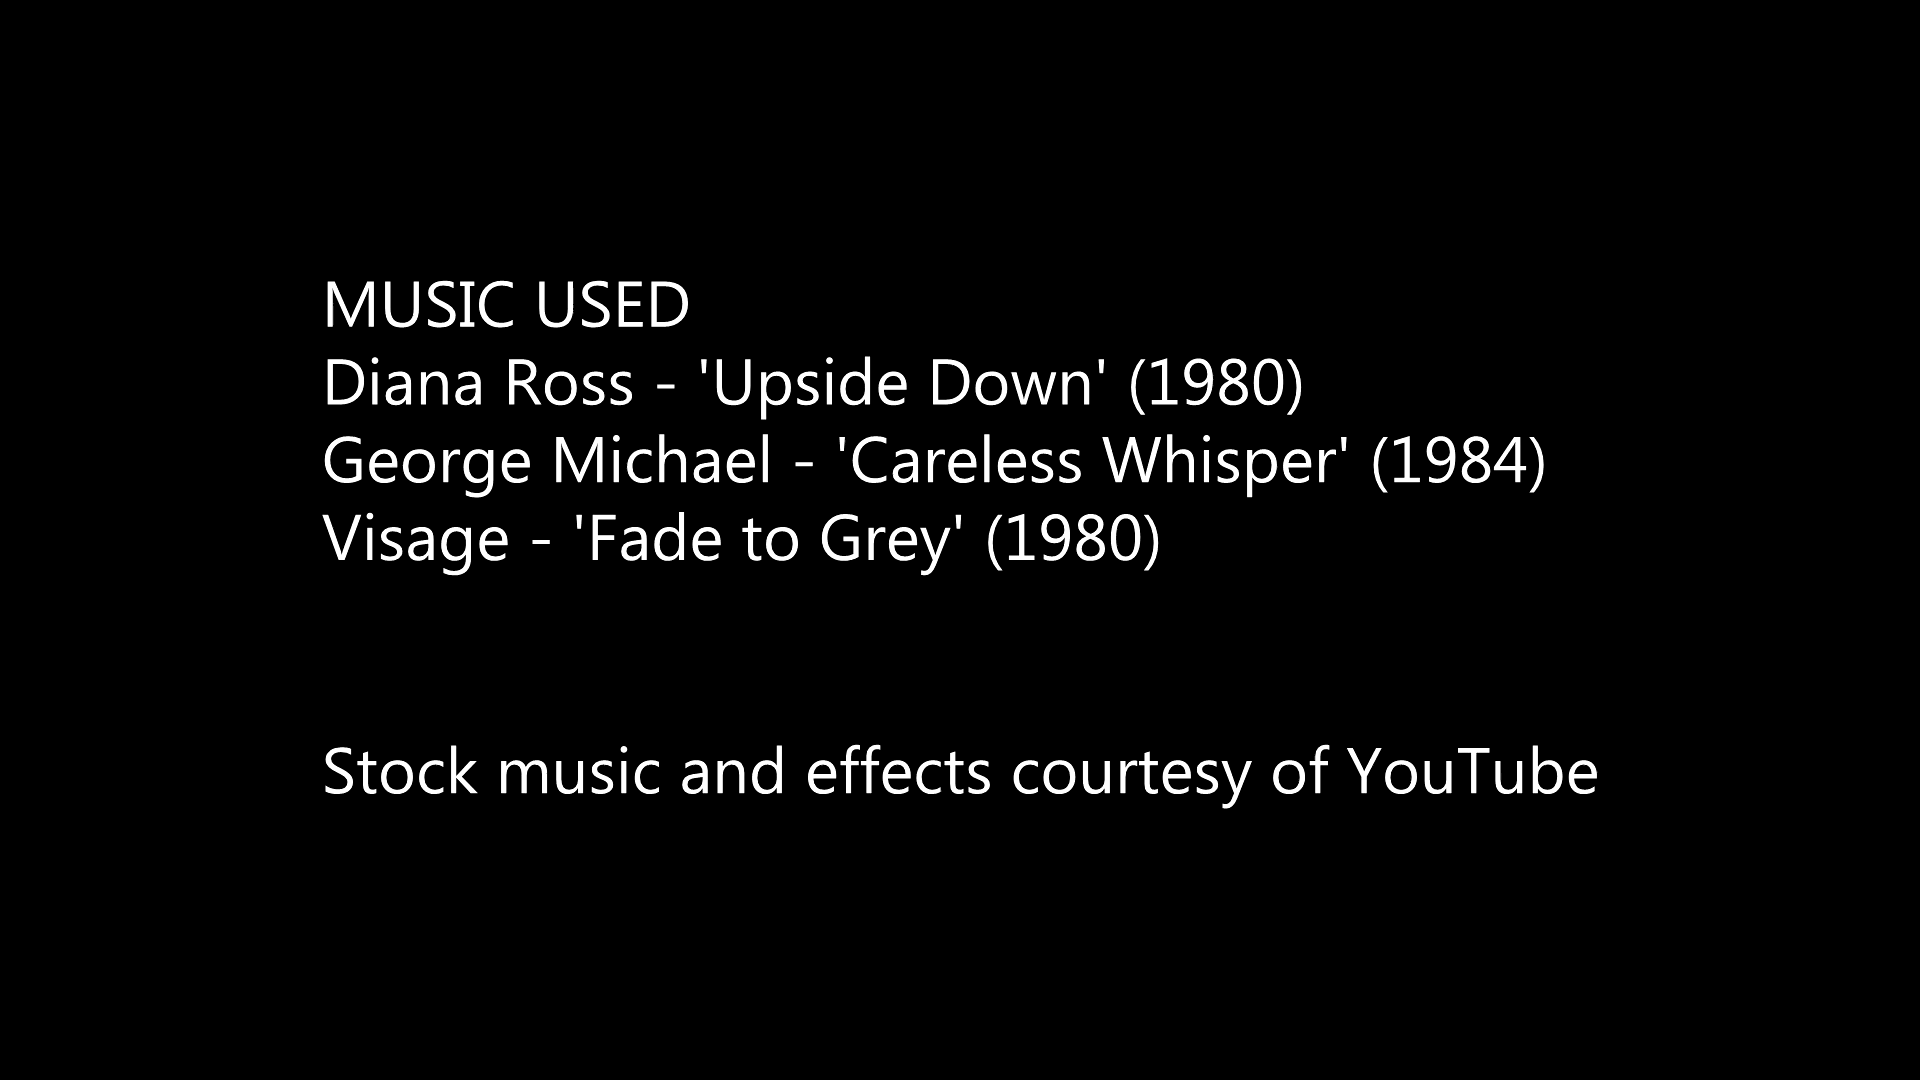 MUSIC USED
Diana Ross - 'Upside Down' (1980)
George Michael - 'Careless Whisper' (1984)
Visage - 'Fade to Grey' (1980)
Stock music and effects courtesy of YouTube